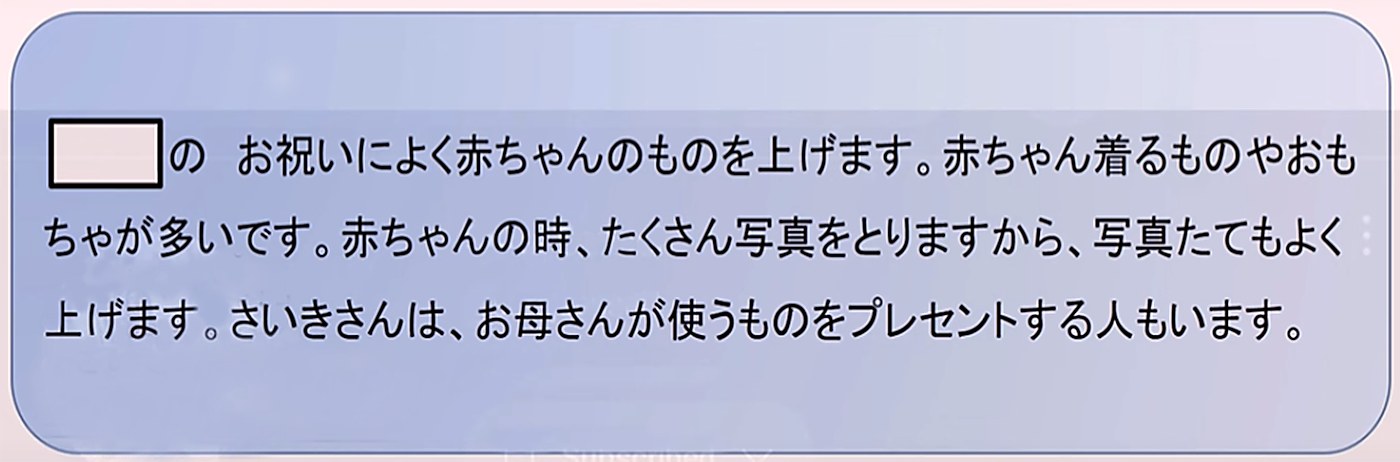 の　お祝いによく赤ちゃんのものを上げます。赤ちゃん着るものやおも
ちゃが多いです。赤ちゃんの時、たくさん写真をとりますから、写真たてもよく
上げます。さいきさんは、お母さんが使うものをプレセントする人もいます。
Subscribed